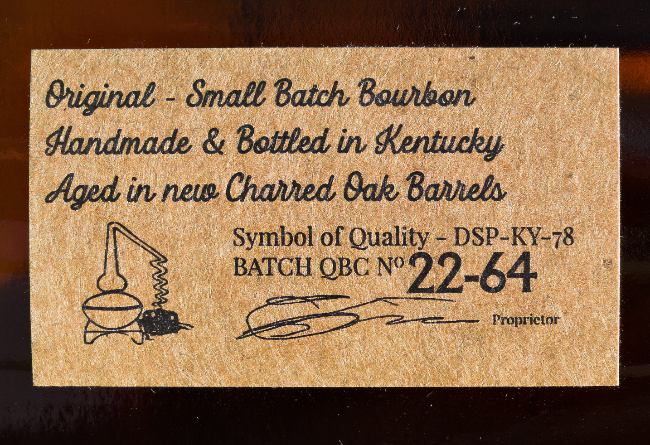 Original - Small Batch Bourbon
Handmade & Bottled in Kentucky
Aged in new Charred Oak Barrels
Symbol of Quality - DSP-KY-78
BATCH QBC Nº 22-64
Proprietor